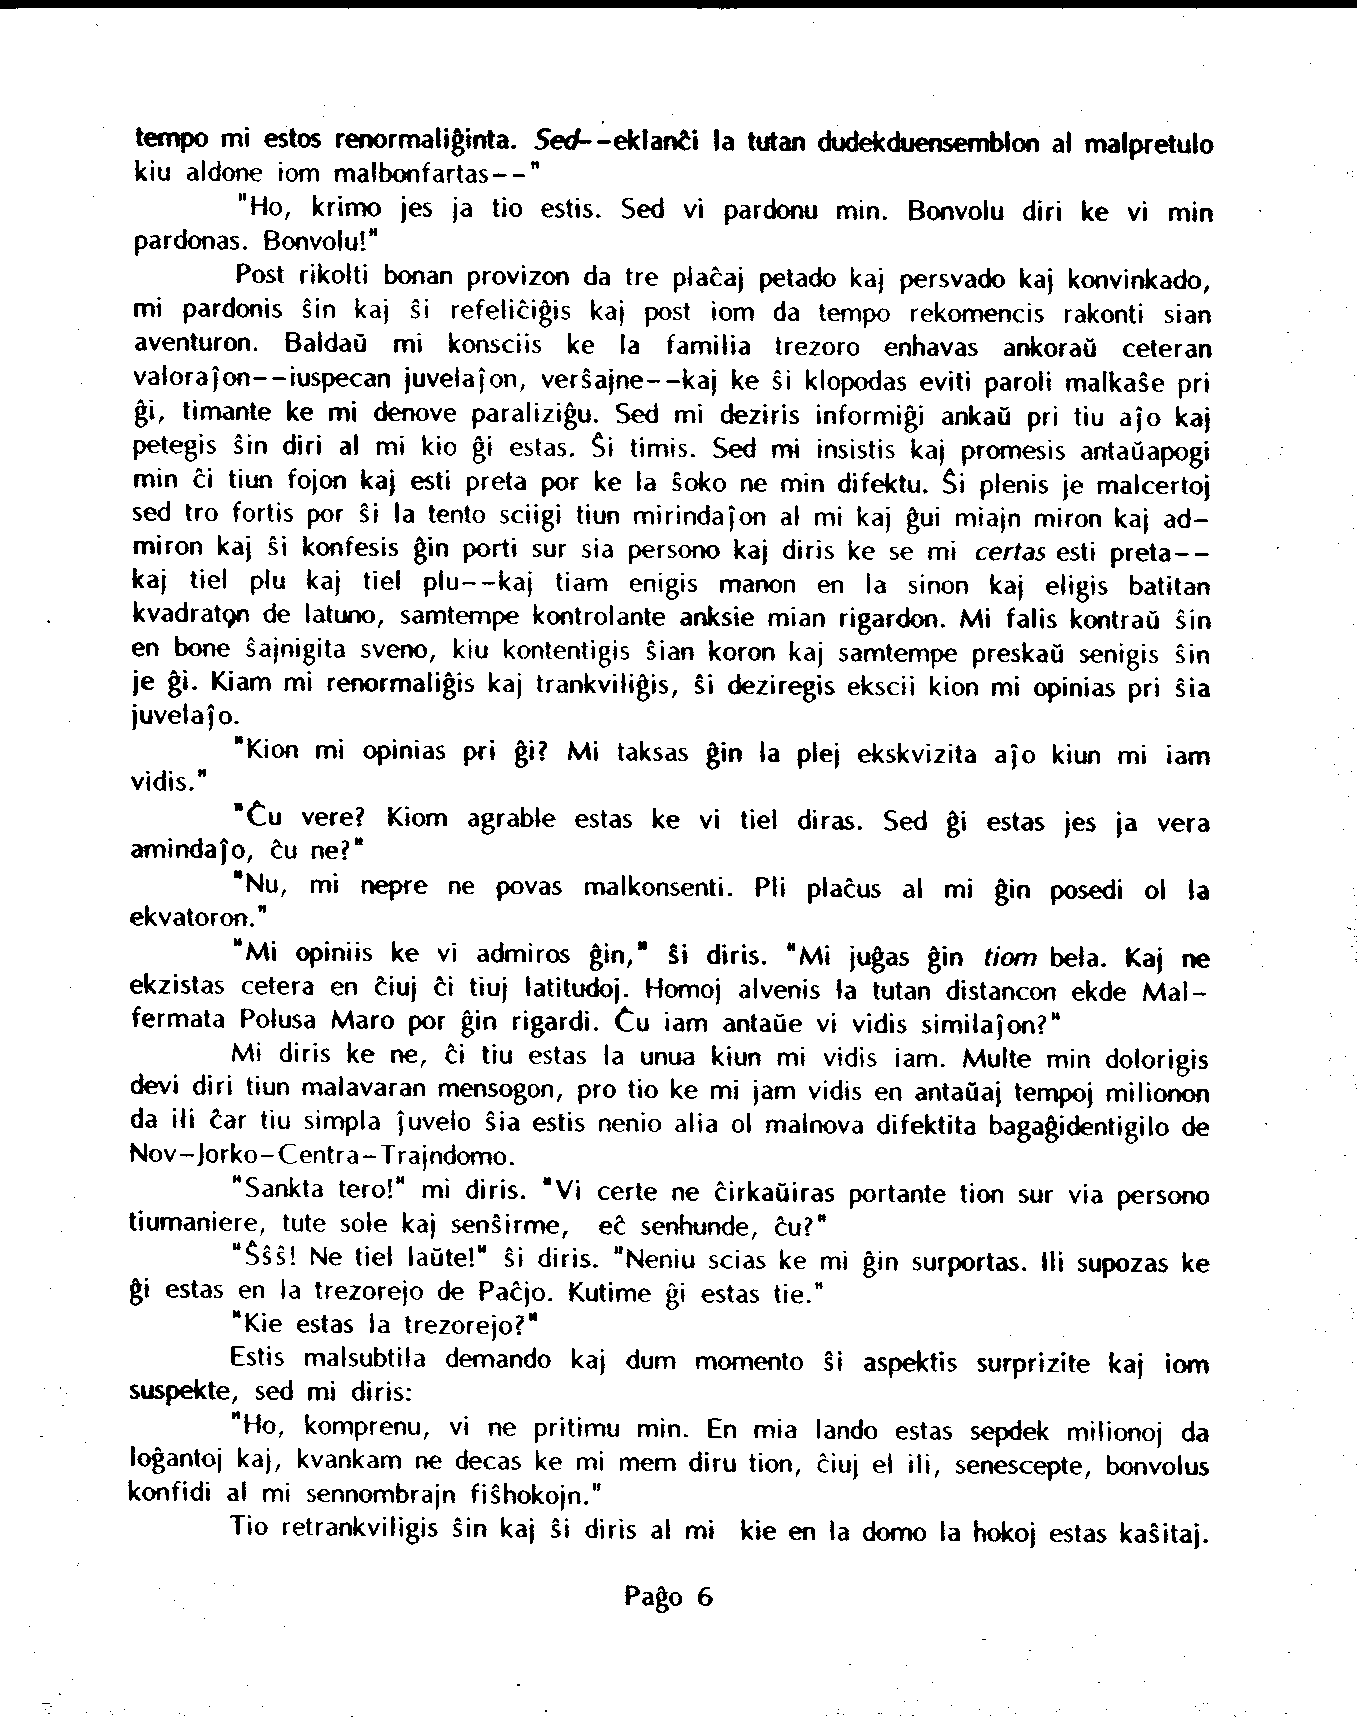 tempo mi estos renormaliĝinta. Sed--eklanĉi la tutan dudekduensemblon al malpretulo
kiu aldone iom malbonfartas--"
"Ho, krimo jes ja tio estis. Sed vi pardonu min. Bonvolu diri ke vi min
pardonas. Bonvolu!"
Post rikolti bonan provizon da tre plaĉaj petado kaj persvado kaj konvinkado,
mi pardonis ŝin kaj ŝi refeliĉiĝis kaj post iom da tempo rekomencis rakonti sian
aventuron. Baldaŭ mi konsciis ke la familia trezoro enhavas ankoraŭ ceteran
valoraĵon--iuspecan juvelaĵon, verŝajne--kaj ke ŝi klopodas eviti paroli malkaŝe pri
ĝi, timante ke mi denove paraliziĝu. Sed mi deziris informiĝi ankaŭ pri tiu aĵo kaj
petegis ŝin diri al mi kio ĝi estas. Ŝi timis. Sed mi insistis kaj promesis antaŭapogi
min ĉi tiun fojon kaj esti preta por ke la ŝoko ne min difektu. Ŝi plenis je malcertoj
sed tro fortis por ŝi la tento sciigi tiun mirindaĵon al mi kaj ĝui miajn miron kaj ad-
miron kaj ŝi konfesis ĝin porti sur sia persono kaj diris ke se mi certas esti preta--
kaj tiel plu kaj tiel plu--kaj tiam enigis manon en la sinon kaj eligis batitan
kvadraton de latuno, samtempe kontrolante anksie mian rigardon. Mi falis kontraŭ ŝin
en bone ŝajnigita sveno, kiu kontentigis ŝian koron kaj samtempe preskaŭ senigis ŝin
je ĝi. Kiam mi renormaliĝis kaj trankviliĝis, ŝi deziregis ekscii kion mi opinias pri ŝia
juvelaĵo.
"Kion mi opinias pri ĝi? Mi taksas ĝin la plej ekskvizita aĵo kiun mi iam
vidis."
"Ĉu vere? Kiom agrable estas ke vi tiel diras. Sed ĝi estas jes ja vera
amindaĵo, ĉu ne?"
"Nu, mi nepre ne povas malkonsenti. Pli plaĉus al mi ĝin posedi ol la
ekvatoron."
"Mi opiniis ke vi admiros ĝin," ŝi diris. "Mi juĝas ĝin tiom bela. Kaj ne
ekzistas cetera en ĉiuj ĉi tiuj latitudoj. Homoj alvenis la tutan distancon ekde Mal-
fermata Polusa Maro por ĝin rigardi. Ĉu iam antaŭe vi vidis similaĵon?"
Mi diris ke ne, ĉi tiu estas la unua kiun mi vidis iam. Multe min dolorigis
devi diri tiun malavaran mensogon, pro tio ke mi jam vidis en antaŭaj tempoj milionon
da ili ĉar tiu simpla ĵuvelo ŝia estis nenio alia ol malnova difektita bagaĝidentigilo de
Nov-Jorko-Centra-Trajndomo.
"Sankta tero!" mi diris. "Vi certe ne ĉirkaŭiras portante tion sur via persono
tiumaniere, tute sole kaj senŝirme, eĉ senhunde, ĉu?"
"Ŝŝŝ! Ne tiel laŭte!" ŝi diris. "Neniu scias ke mi ĝin surportas. Ili supozas ke
ĝi estas en la trezorejo de Paĉjo. Kutime ĝi estas tie."
"Kie estas la trezorejo?"
Estis malsubtila demando kaj dum momento ŝi aspektis surprizite kaj iom
suspekte, sed mi diris:
"Ho, komprenu, vi ne pritimu min. En mia lando estas sepdek milionoj da
loĝantoj kaj, kvankam ne decas ke mi mem diru tion, ĉiuj el ili, senescepte, bonvolus
konfidi al mi sennombrajn fiŝhokojn."
Tio retrankviligis ŝin kaj ŝi diris al mi kie en la domo la hokoj estas kaŝitaj.
Paĝo 6